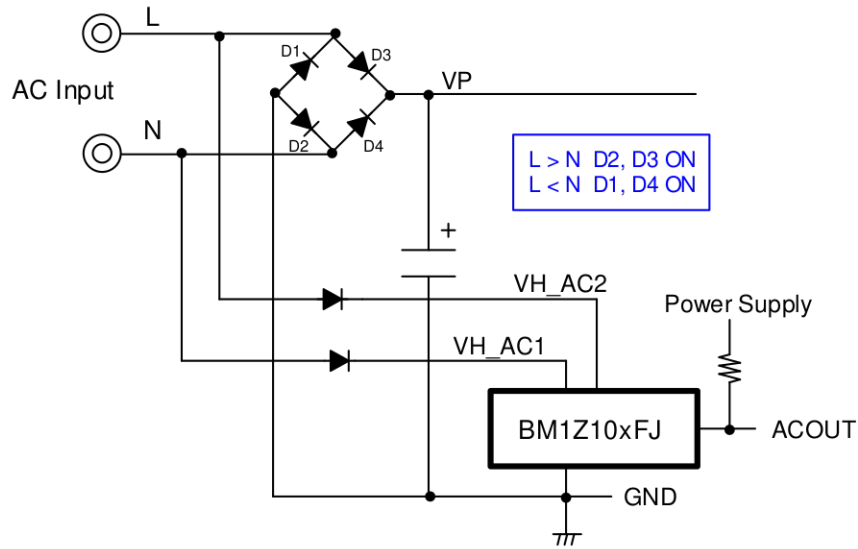 L
D1
D3
AC Input
VP
N
D2
D4
L > N D2, D3 ON
L < N D1, D4 ON
+
VH_AC2
Power Supply
VH_AC1
BM1Z10xFJ
ACOUT
GND